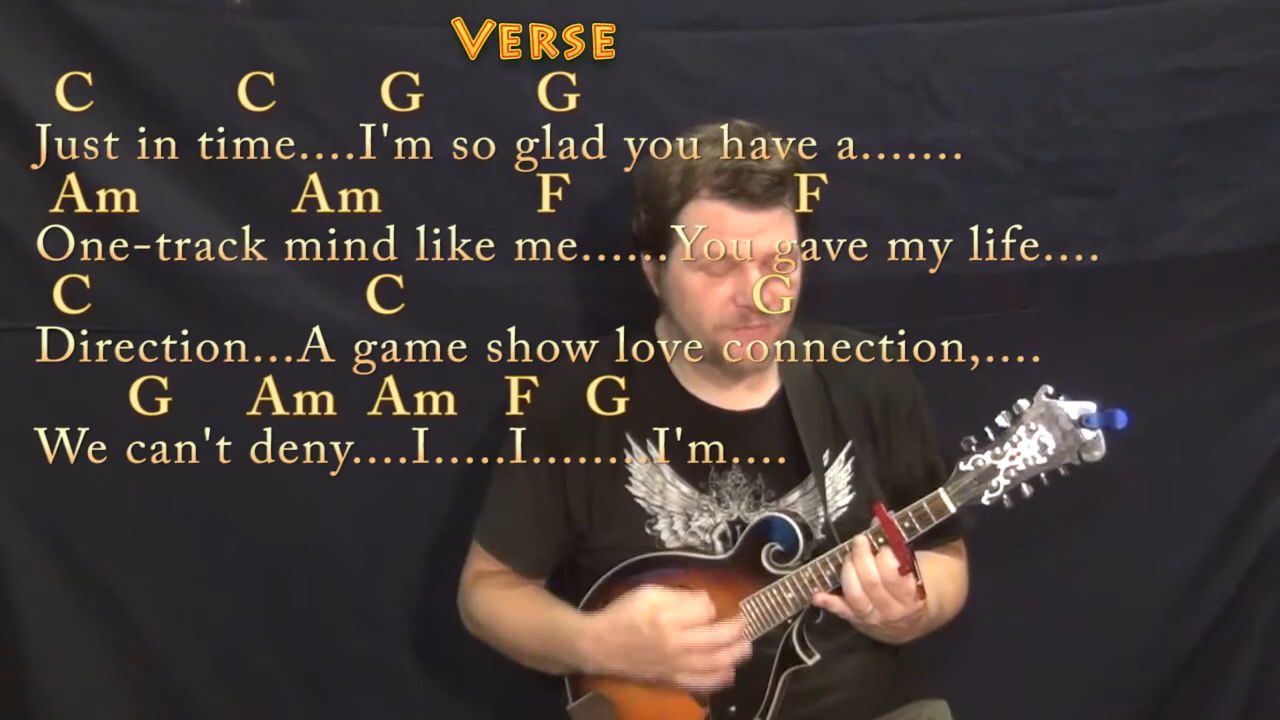 VERSE
C C G G
Just in time....I'm so glad you have a.......
Am Am F F
One-track mind like me......You gave my life....
C C G
Direction...A game show love connection,....
G Am Am F G
We can't deny....I.....I........I'm....